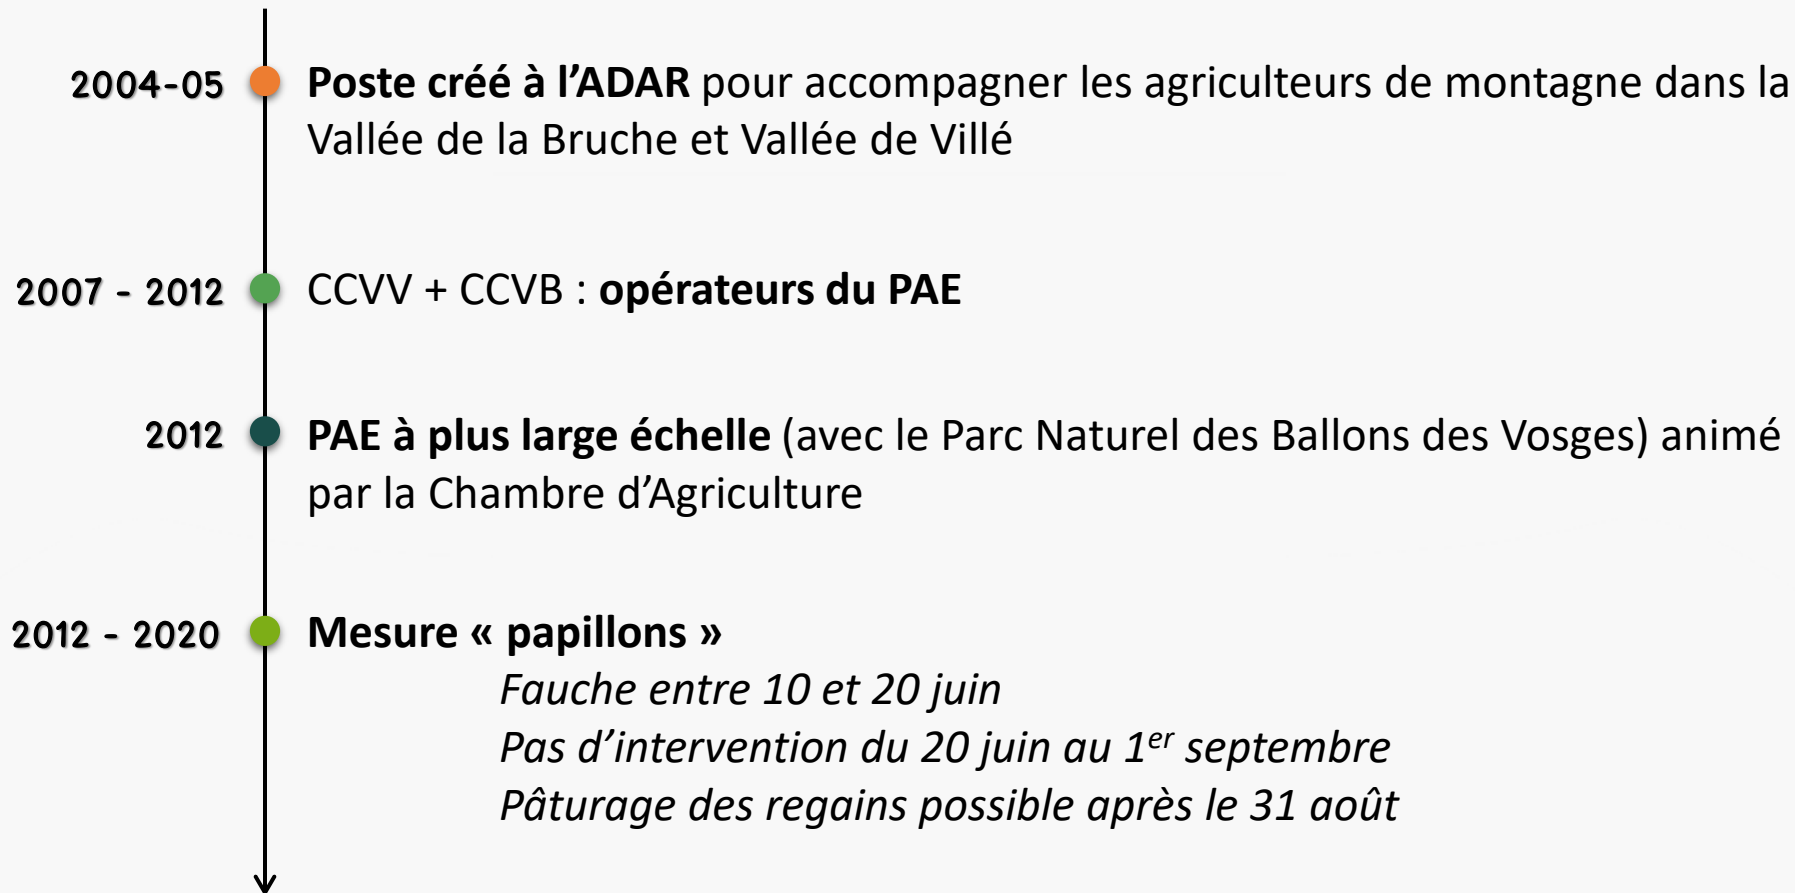 2004-05
Poste créé à l’ADAR pour accompagner les agriculteurs de montagne dans la
Vallée de la Bruche et Vallée de Villé
2007 - 2012
CCVV + CCVB : opérateurs du PAE
2012
PAE à plus large échelle (avec le Parc Naturel des Ballons des Vosges) animé
par la Chambre d’Agriculture
2012 - 2020
Mesure « papillons »
Fauche entre 10 et 20 juin
Pas d’intervention du 20 juin au 1er septembre
Pâturage des regains possible après le 31 août